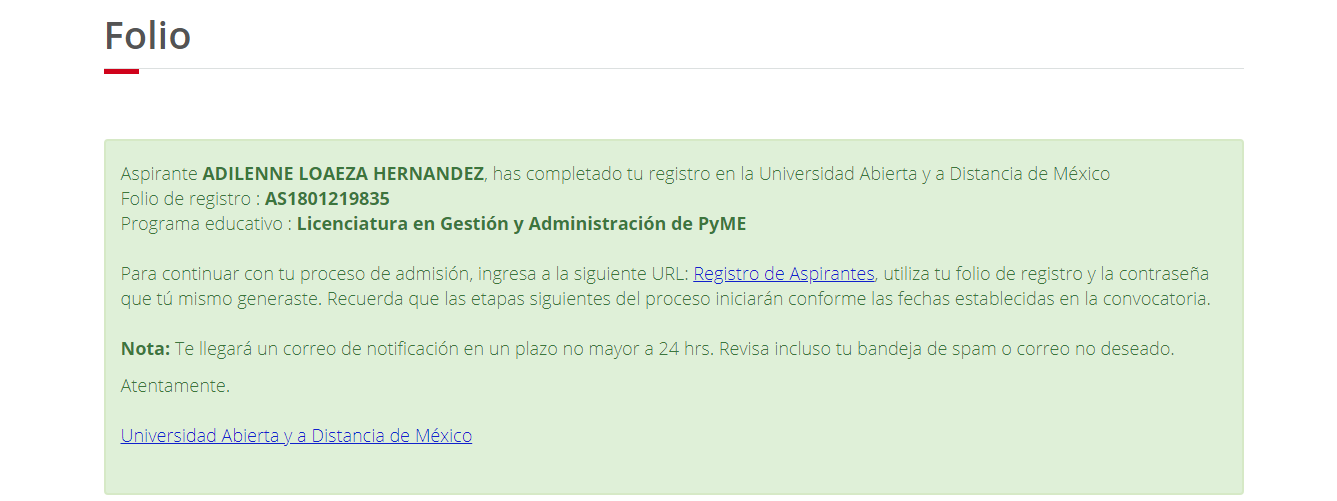 Folio
Aspirante ADILENNE LOAEZA HERNANDEZ, has completado tu registro en la Universidad Abierta y a Distancia de México
Folio de registro : AS1801219835
Programa educativo : Licenciatura en Gestión y Administración de PyME
Para continuar con tu proceso de admisión, ingresa a la siguiente URL: Registro de Aspirantes, utiliza tu folio de registro y la contraseña
que tú mismo generaste. Recuerda que las etapas siguientes del proceso iniciarán conforme las fechas establecidas en la convocatoria.
Nota: Te llegará un correo de notificación en un plazo no mayor a 24 hrs. Revisa incluso tu bandeja de spam o correo no deseado.
Atentamente.
Universidad Abierta y a Distancia de México